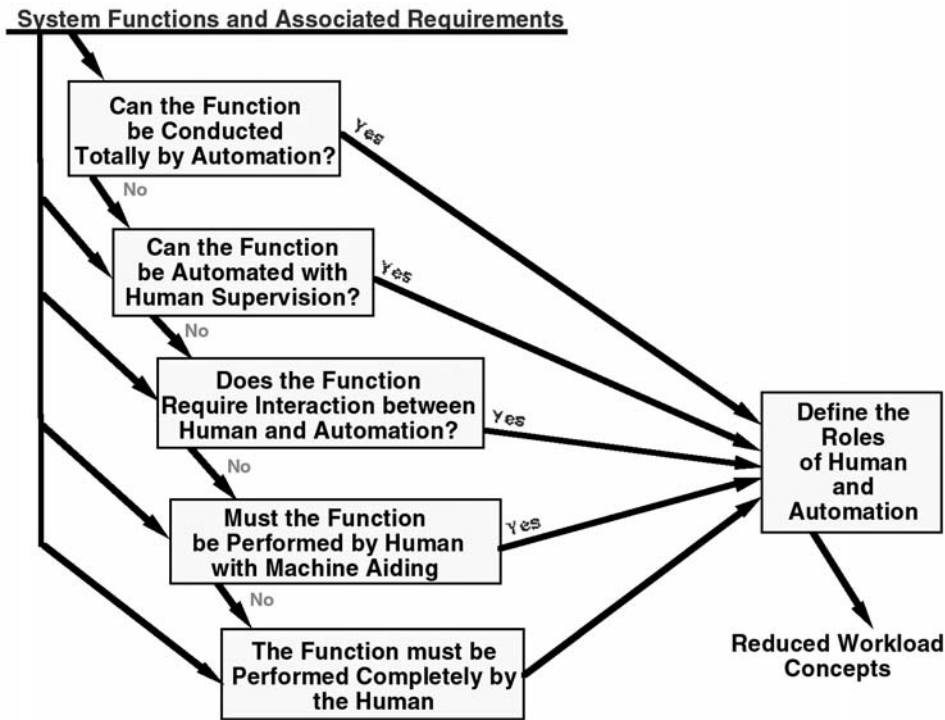 System Functions and Associated Requirements
Can the Function
be Conducted
Totally by Automation?
Yes
No
Can the Function
be Automated with
Human Supervision?
Yes
No
Does the Function
Require Interaction between
Human and Automation?
Yes
No
Must the Function
be Performed by Human
with Machine Aiding
Yes
No
The Function must be
Performed Completely by
the Human
Define the
Roles
of Human
and
Automation
Reduced Workload
Concepts